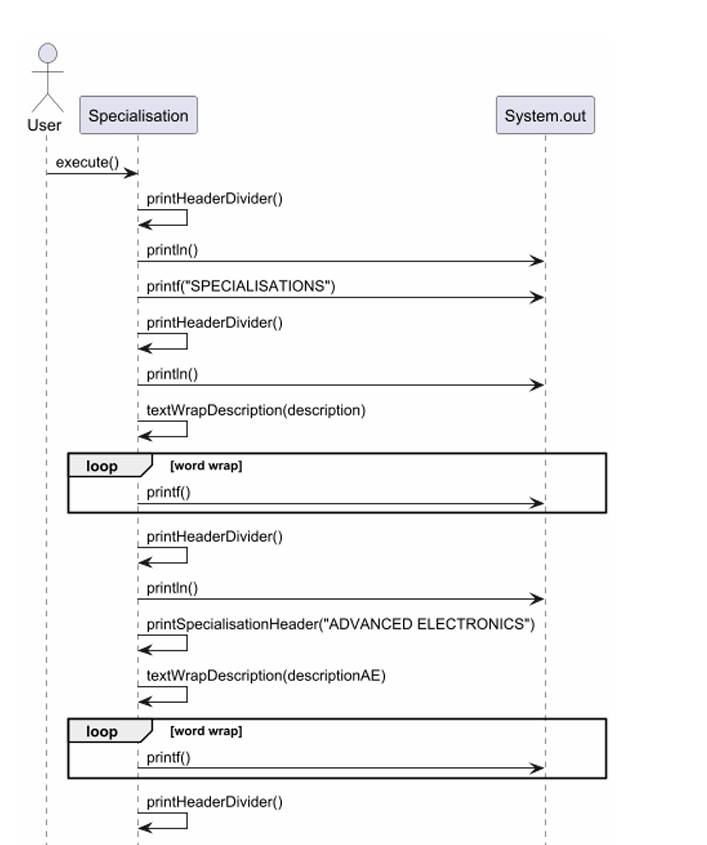 User
Specialisation
System.out
execute()
printHeaderDivider()
println()
printf("SPECIALISATIONS")
printHeaderDivider()
println()
textWrapDescription(description)
loop [word wrap]
printf()
printHeaderDivider()
println()
printSpecialisationHeader("ADVANCED ELECTRONICS")
textWrapDescription(descriptionAE)
loop [word wrap]
printf()
printHeaderDivider()